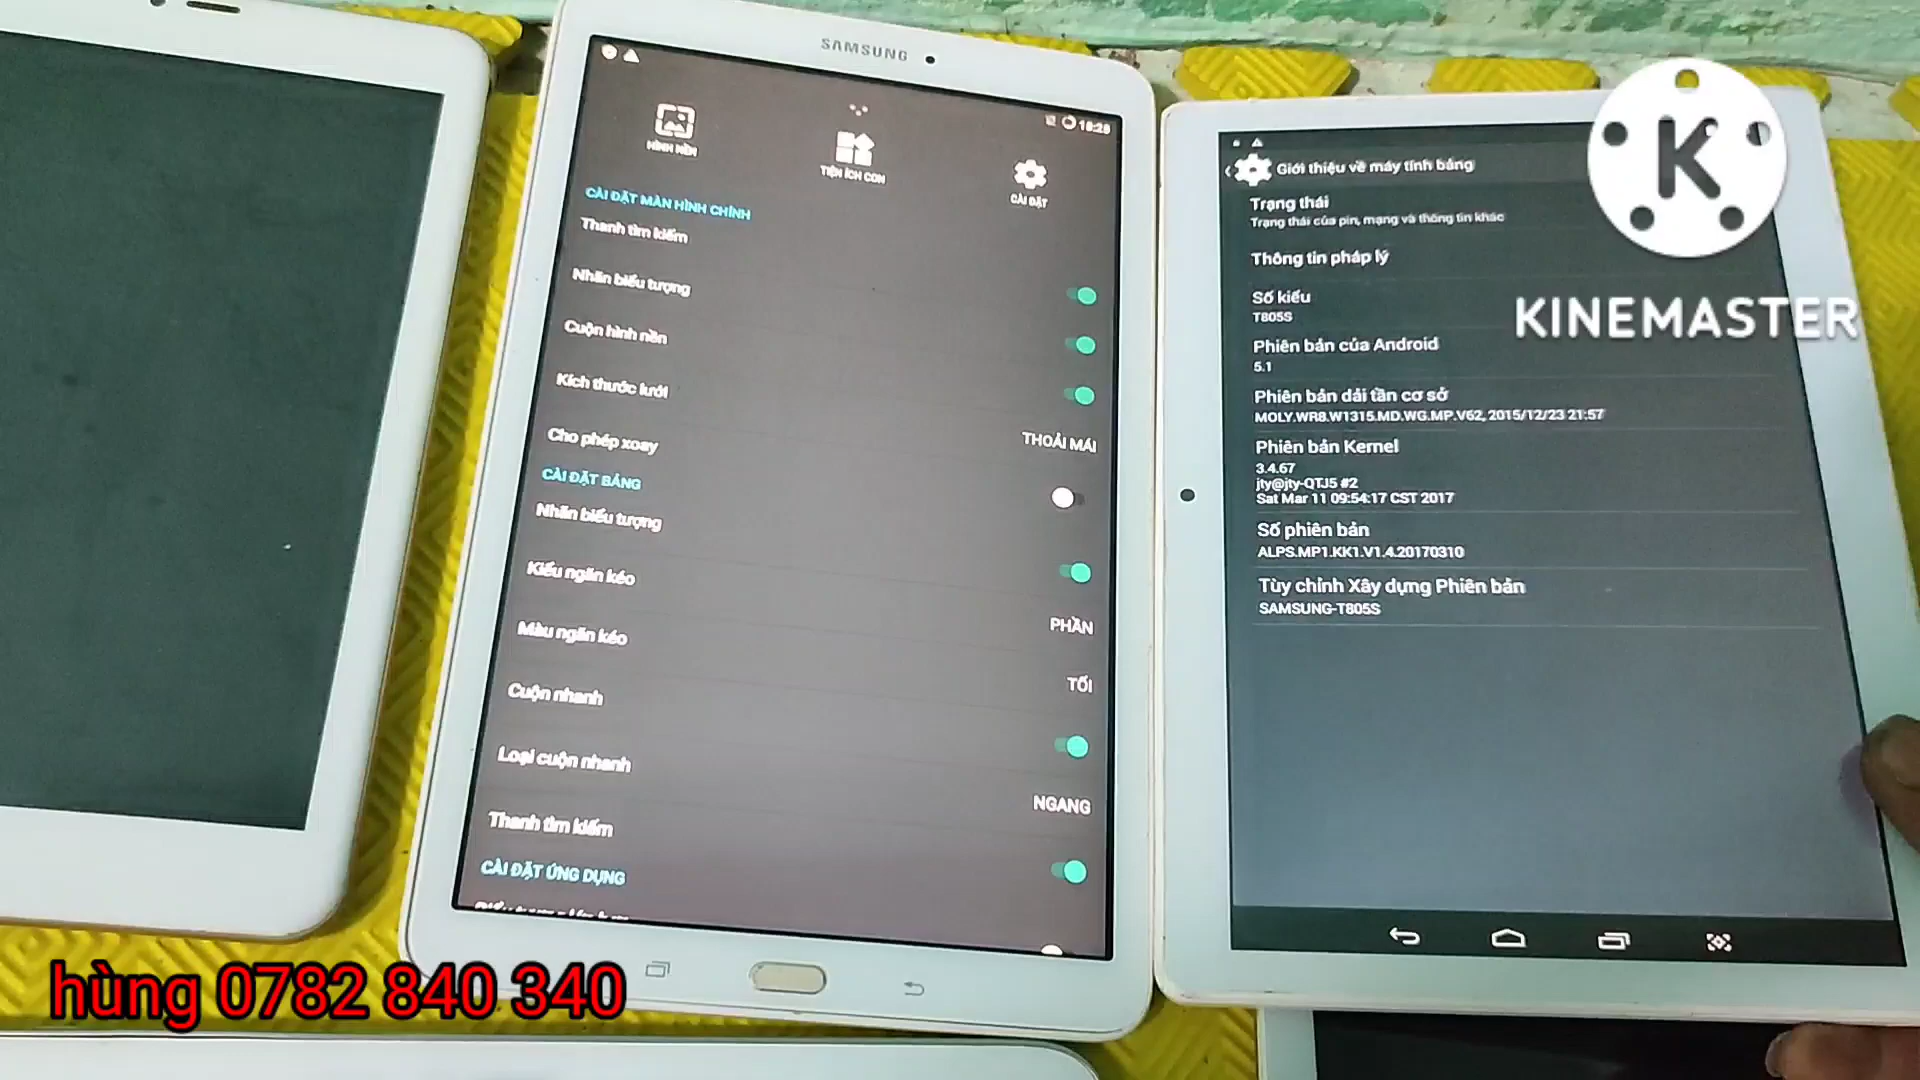 SAMSUNG
18:28
HÌNH NỀN
TIỆN ÍCH CON
CÀI ĐẶT
CÀI ĐẶT MÀN HÌNH CHÍNH
Thanh tìm kiếm
Nhãn biểu tượng
Cuộn hình nền
Kích thước lưới
THOẢI MÁI
Cho phép xoay
CÀI ĐẶT BẢNG
Nhãn biểu tượng
Kiểu ngăn kéo
PHẦN
Màu ngăn kéo
TỐI
Cuộn nhanh
Loại cuộn nhanh
NGANG
Thanh tìm kiếm
CÀI ĐẶT ỨNG DỤNG
Giới thiệu về máy tính bảng
Trạng thái
Trạng thái của pin, mạng và thông tin khác
Thông tin pháp lý
Số kiểu
T805S
Phiên bản của Android
5.1
Phiên bản dải tần cơ sở
MOLY.WR8.W1315.MD.WG.MP.V62, 2015/12/23 21:57
Phiên bản Kernel
3.4.67
jty@jty-QTJ5 #2
Sat Mar 11 09:54:17 CST 2017
Số phiên bản
ALPS.MP1.KK1.V1.4.20170310
Tùy chỉnh Xây dựng Phiên bản
SAMSUNG-T805S
K
KINEMASTER
hùng 0782 840 340